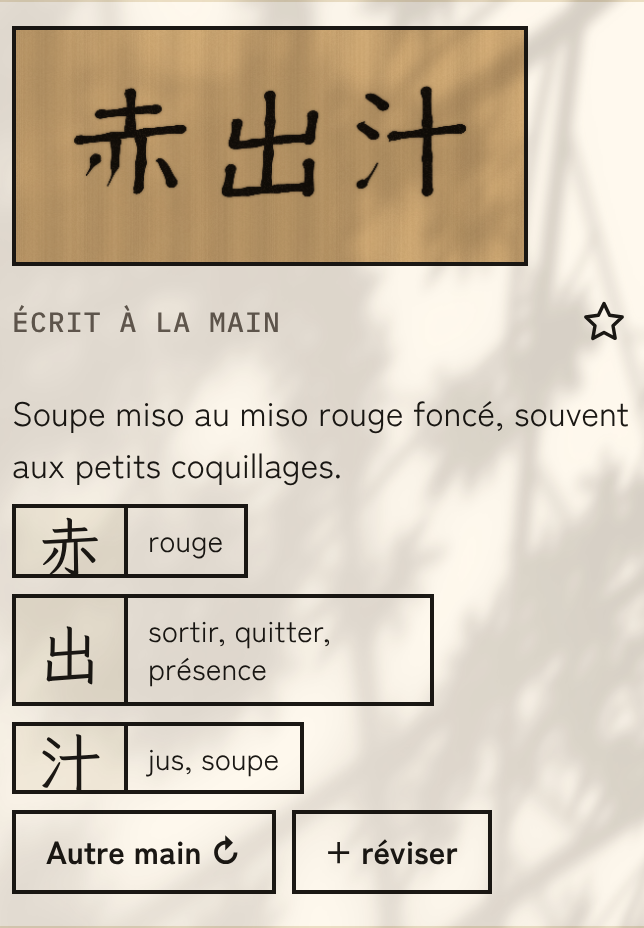 赤出汁
ÉCRIT À LA MAIN
Soupe miso au miso rouge foncé, souvent
aux petits coquillages.
赤 rouge
出 sortir, quitter,
présence
汁 jus, soupe
Autre main ↻ + réviser